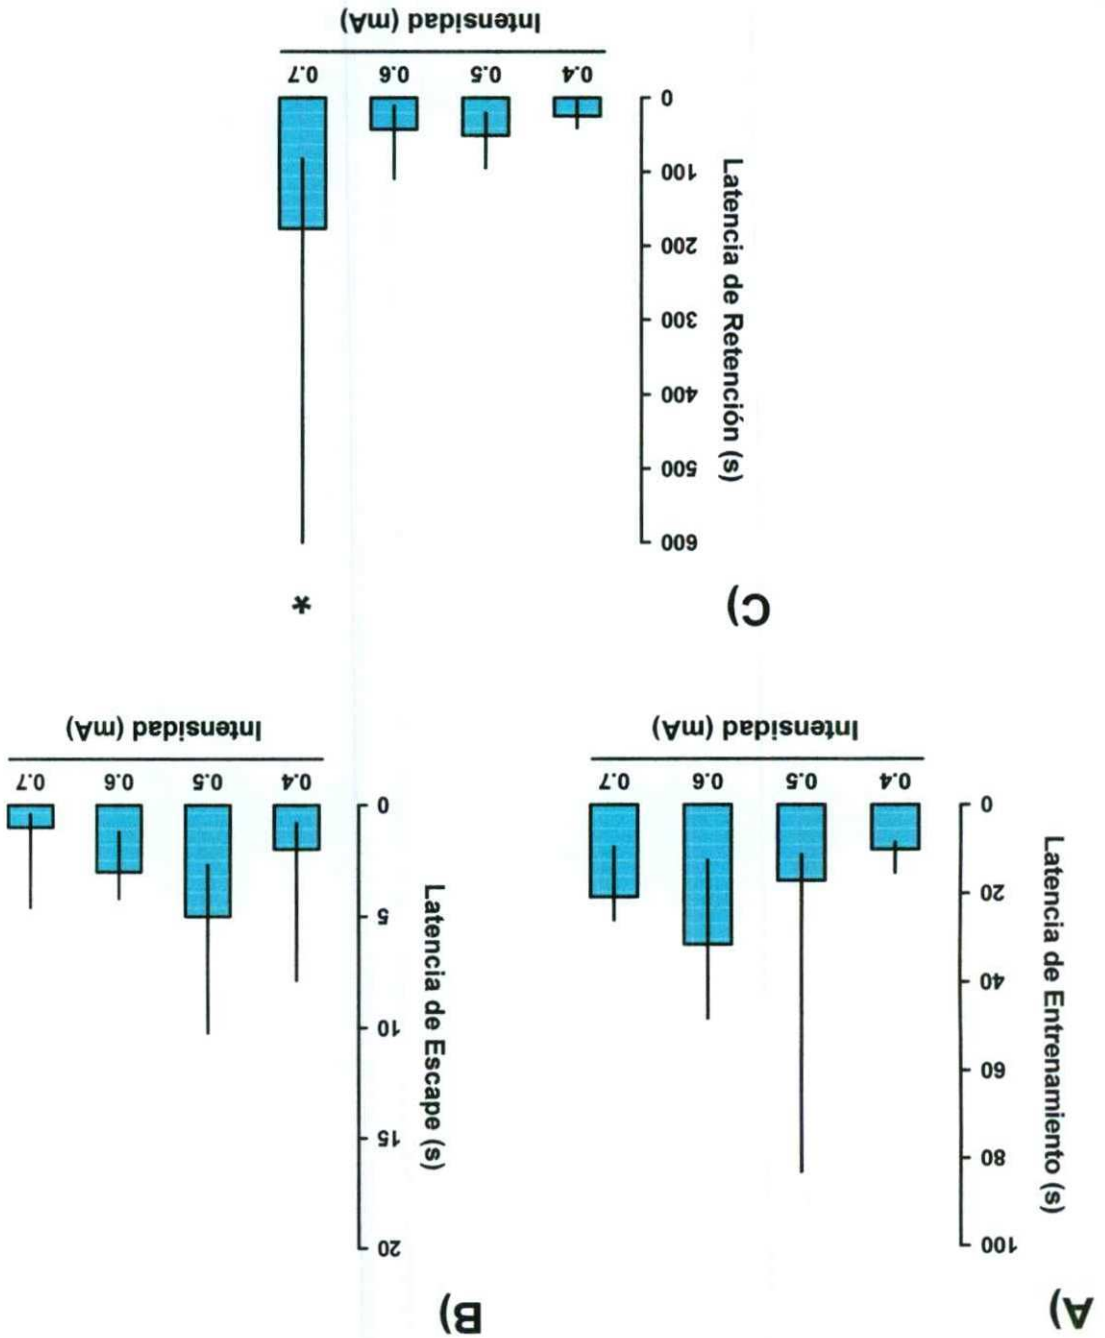 A)
Latencia de Entrenamiento (s)
100
80
60
40
20
0
0.4 0.5 0.6 0.7
Intensidad (mA)
B)
Latencia de Escape (s)
20
15
10
5
0
0.4 0.5 0.6 0.7
Intensidad (mA)
C)
Latencia de Retención (s)
600
500
400
300
200
100
0
*
0.4 0.5 0.6 0.7
Intensidad (mA)